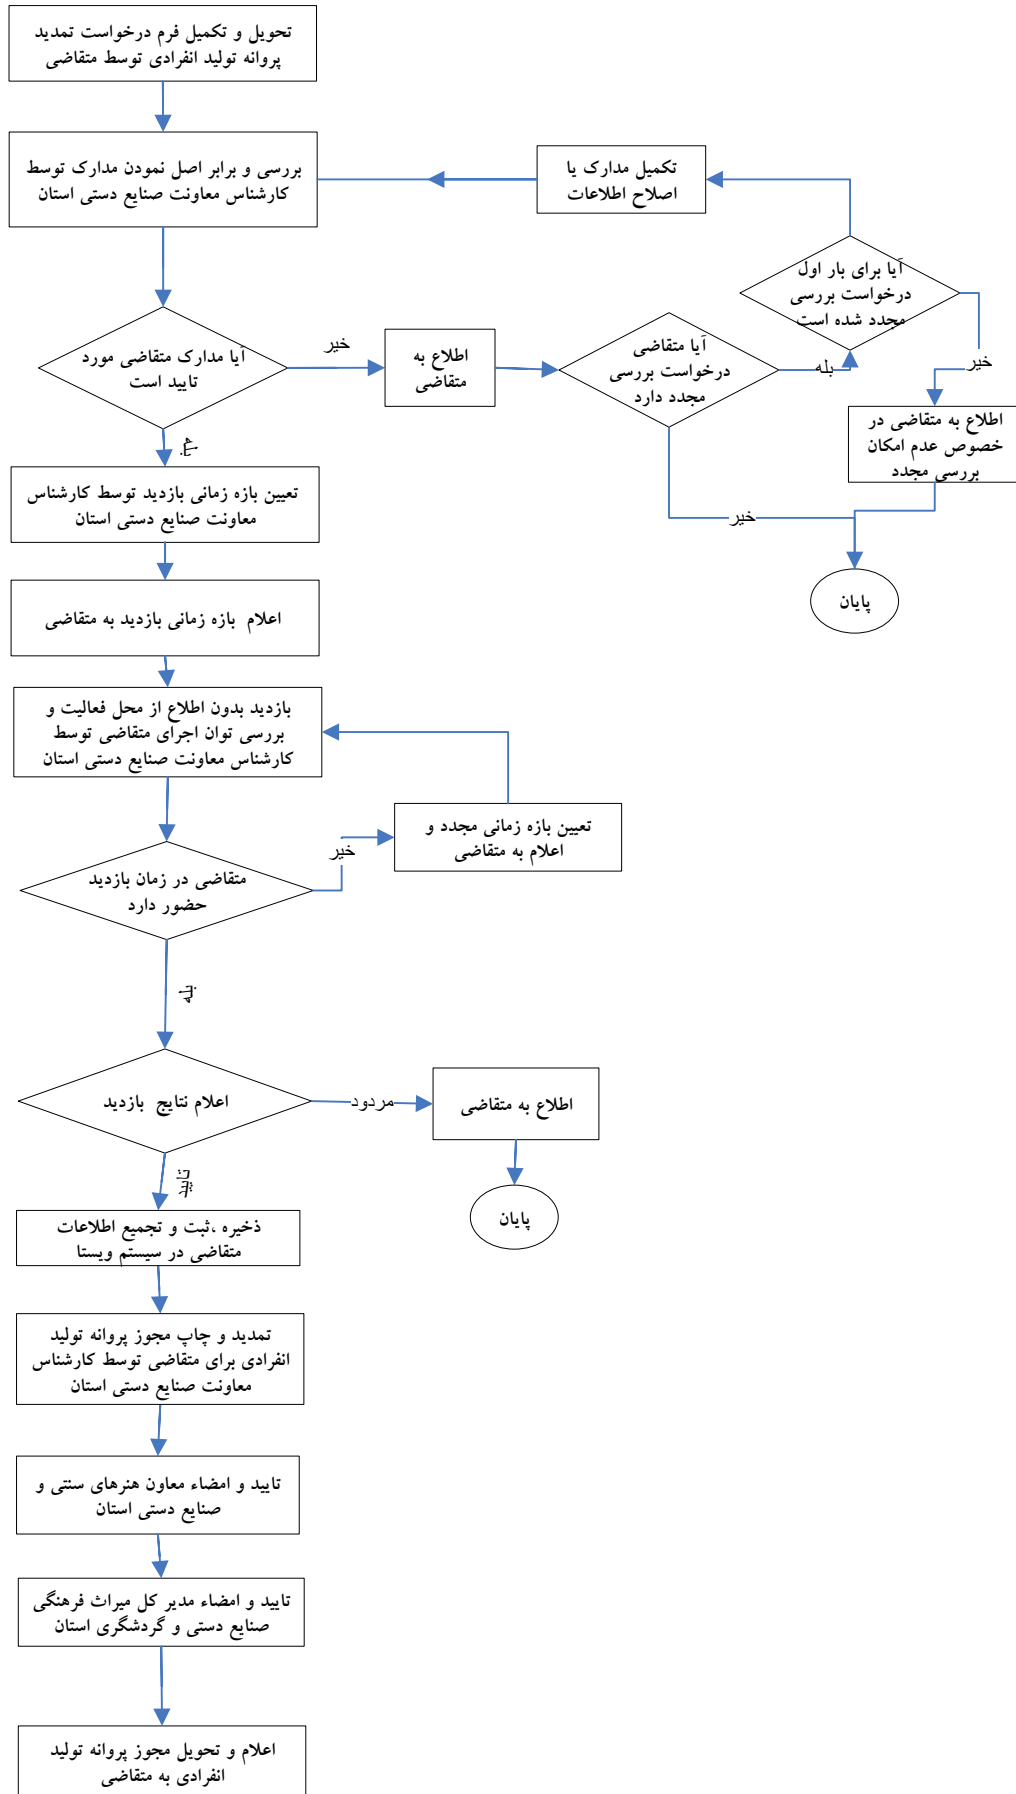 تحویل و تکمیل فرم درخواست تمدید
پروانه تولید انفرادی توسط متقاضی
بررسی و برابر اصل نمودن مدارک توسط
کارشناس معاونت صنایع دستی استان
تکمیل مدارک یا
اصلاح اطلاعات
آیا برای بار اول
درخواست بررسی
مجدد شده است
آیا مدارک متقاضی مورد
تایید است
خیر
اطلاع به
متقاضی
آیا متقاضی
درخواست بررسی
مجدد دارد
بله
خیر
اطلاع به متقاضی در
خصوص عدم امکان
بررسی مجدد
خیر
پایان
بله
تعیین بازه زمانی بازدید توسط کارشناس
معاونت صنایع دستی استان
اعلام بازه زمانی بازدید به متقاضی
بازدید بدون اطلاع از محل فعالیت و
بررسی توان اجرای متقاضی توسط
کارشناس معاونت صنایع دستی استان
تعیین بازه زمانی مجدد و
اعلام به متقاضی
خیر
متقاضی در زمان بازدید
حضور دارد
بله
اعلام نتایج بازدید
مردود
اطلاع به متقاضی
پایان
تایید
ذخیره ،ثبت و تجمیع اطلاعات
متقاضی در سیستم ویستا
تمدید و چاپ مجوز پروانه تولید
انفرادی برای متقاضی توسط کارشناس
معاونت صنایع دستی استان
تایید و امضاء معاون هنرهای سنتی و
صنایع دستی استان
تایید و امضاء مدیر کل میراث فرهنگی
صنایع دستی و گردشگری استان
اعلام و تحویل مجوز پروانه تولید
انفرادی به متقاضی